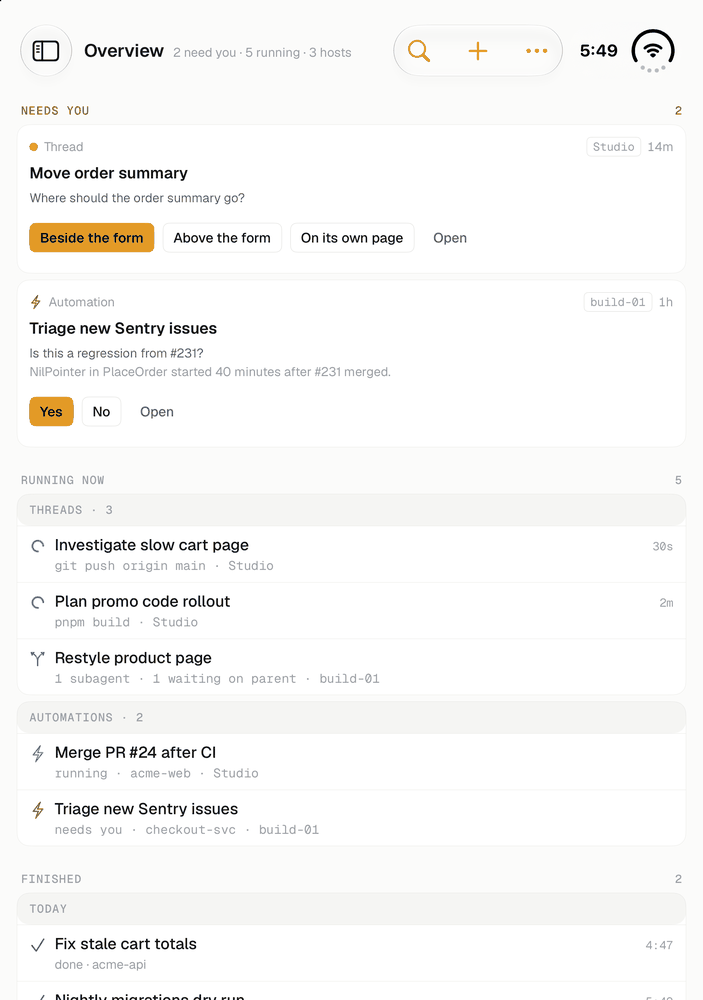 Overview 2 need you · 5 running · 3 hosts 5:49
NEEDS YOU 2
Thread Studio 14m
Move order summary
Where should the order summary go?
Beside the form Above the form On its own page Open
Automation build-01 1h
Triage new Sentry issues
Is this a regression from #231?
NilPointer in PlaceOrder started 40 minutes after #231 merged.
Yes No Open
RUNNING NOW 5
THREADS · 3
Investigate slow cart page 30s
git push origin main · Studio
Plan promo code rollout 2m
pnpm build · Studio
Restyle product page
1 subagent · 1 waiting on parent · build-01
AUTOMATIONS · 2
Merge PR #24 after CI
running · acme-web · Studio
Triage new Sentry issues
needs you · checkout-svc · build-01
FINISHED 2
TODAY
Fix stale cart totals 4:47
done · acme-api
Nightly migrations dry run